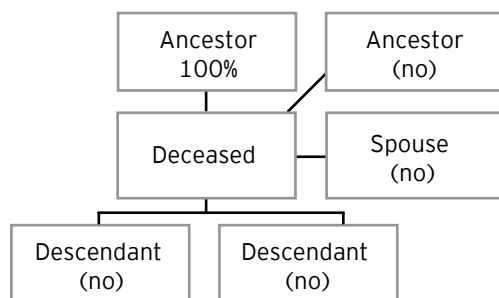 Ancestor
100%
Ancestor
(no)
Deceased
Spouse
(no)
Descendant
(no)
Descendant
(no)